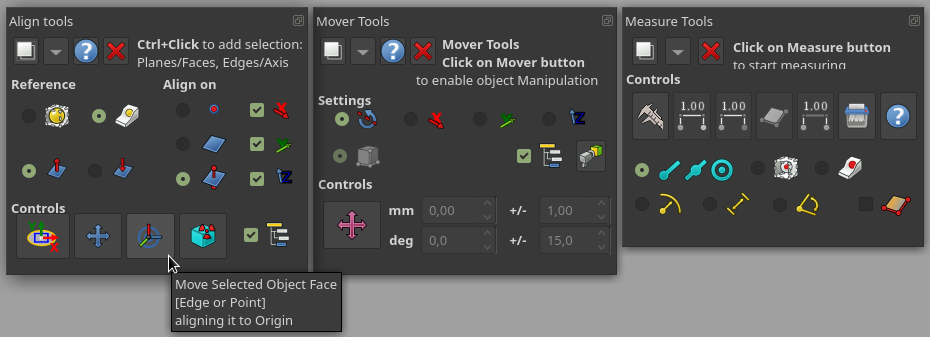 Align tools
Ctrl+Click to add selection:
Planes/Faces, Edges/Axis
Reference
Align on
Controls
Move Selected Object Face
[Edge or Point]
aligning it to Origin
Mover Tools
Mover Tools
Click on Mover button
to enable object Manipulation
Settings
Controls
mm 0,00 +/- 1,00
deg 0,0 +/- 15,0
Measure Tools
Click on Measure button
to start measuring
Controls
1.00 1.00 1.00